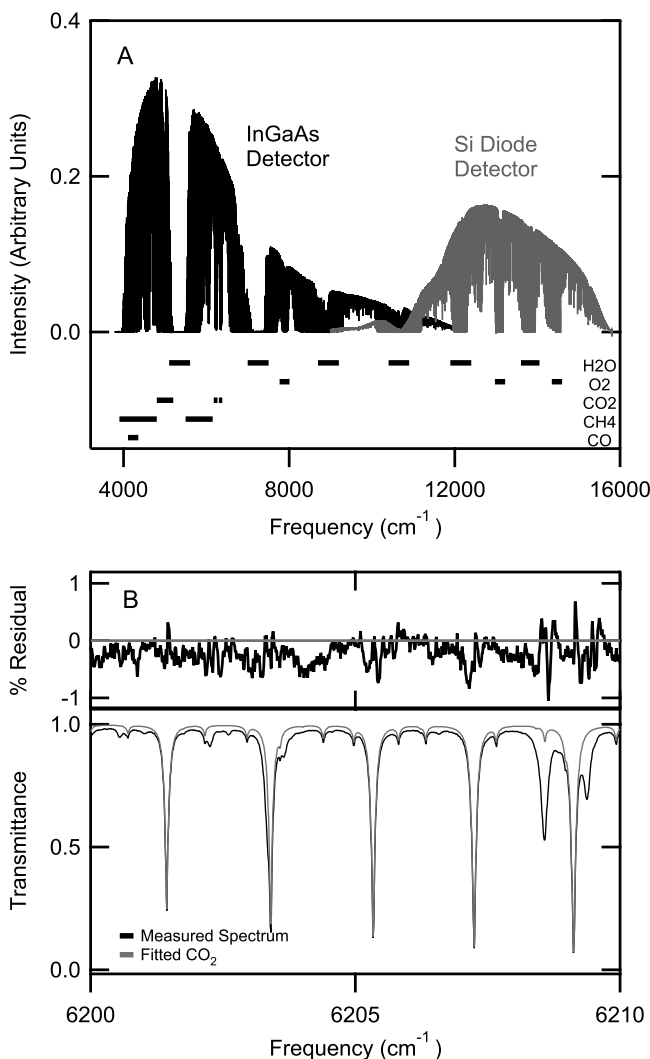 0.4
A
InGaAs
Detector
Si Diode
Detector
0.2
0.0
Intensity (Arbitrary Units)
H2O
O2
CO2
CH4
CO
4000 8000 12000 16000
Frequency (cm-1)
1
B
0
-1
% Residual
1.0
0.5
0.0
Transmittance
Measured Spectrum
Fitted CO2
6200 6205 6210
Frequency (cm-1)